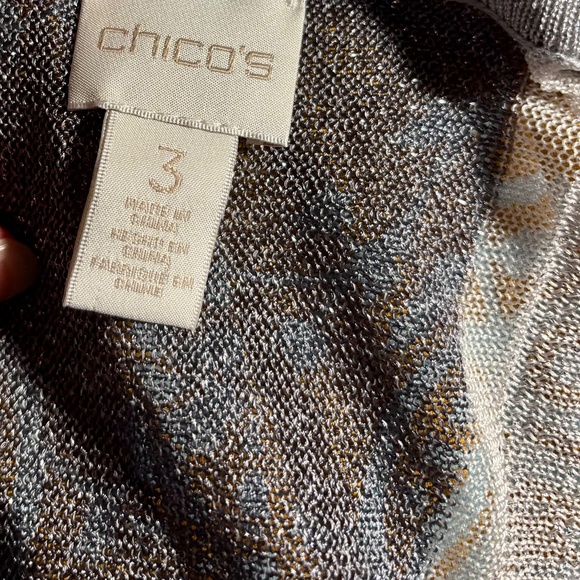 chico's
3
MADE IN
CHINA
HECHO EN
CHINA
FABRIQUÉ EN
CHINE